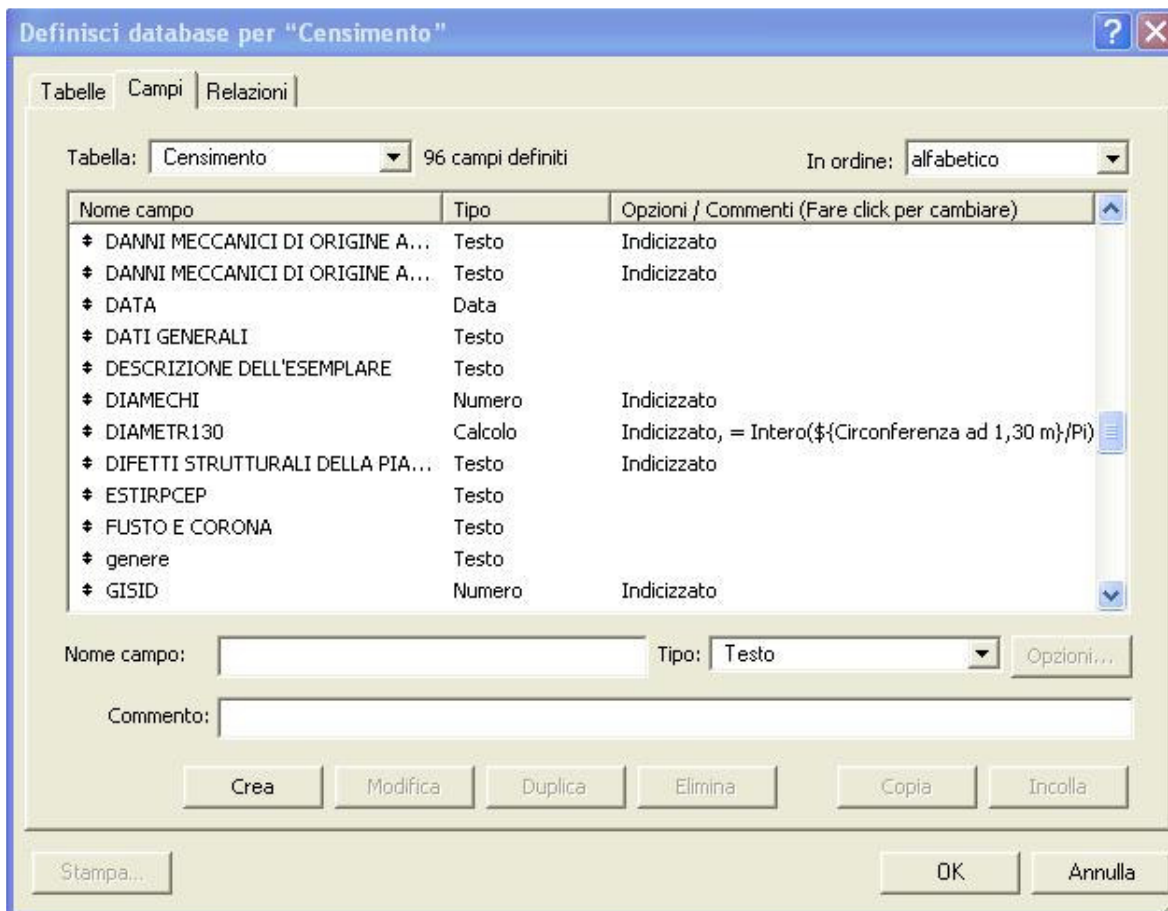 Definisci database per "Censimento"
Tabelle Campi Relazioni
Tabella: Censimento 96 campi definiti In ordine: alfabetico
Nome campo Tipo Opzioni / Commenti (Fare click per cambiare)
DANNI MECCANICI DI ORIGINE A... Testo Indicizzato
DANNI MECCANICI DI ORIGINE A... Testo Indicizzato
DATA Data
DATI GENERALI Testo
DESCRIZIONE DELL'ESEMPLARE Testo
DIAMECHI Numero Indicizzato
DIAMETR130 Calcolo Indicizzato, = Intero(${Circonferenza ad 1,30 m}/Pi)
DIFETTI STRUTTURALI DELLA PIA... Testo Indicizzato
ESTIRPCEP Testo
FUSTO E CORONA Testo
genere Testo
GISID Numero Indicizzato
Nome campo: Tipo: Testo Opzioni...
Commento:
Crea Modifica Duplica Elimina Copia Incolla
Stampa... OK Annulla